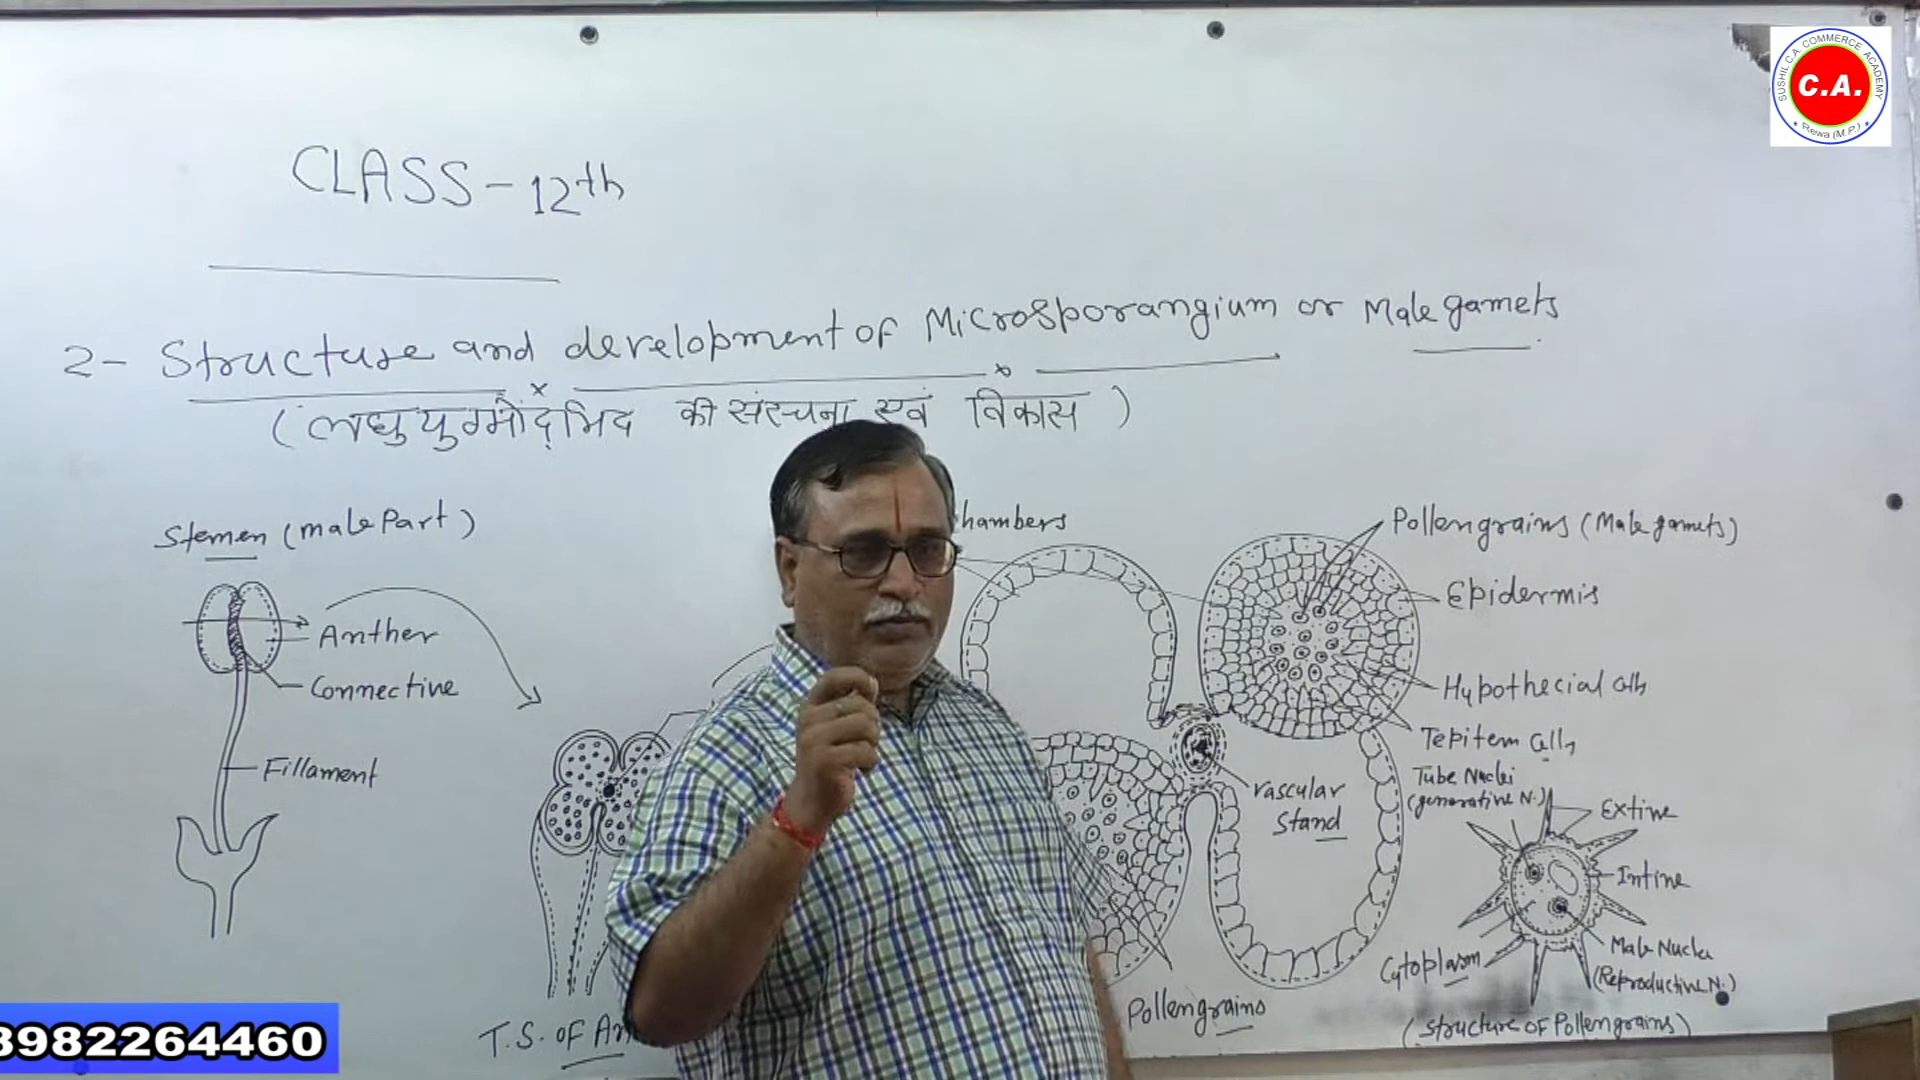 SUSHIL C.A. COMMERCE ACADEMY
C.A.
Rewa (M.P.)
CLASS - 12th
2- Structure and development of Microsporangium or Male gamets
(लघुयुग्मोद्भिद की संरचना एवं विकास)
Stemen (male Part)
Anther
Connective
Fillament
T.S. OF An
hambers
Pollengrains (Male gamets)
Epidermis
Hypothecial Cells
Tepitem Cells
vascular
Stand
Pollengrains
Tube Nuclei
(generative N.)
Extine
Intine
Cytoplasm
Male Nuclei
(Reproductive N.)
(Structure of Pollengrains)
8982264460